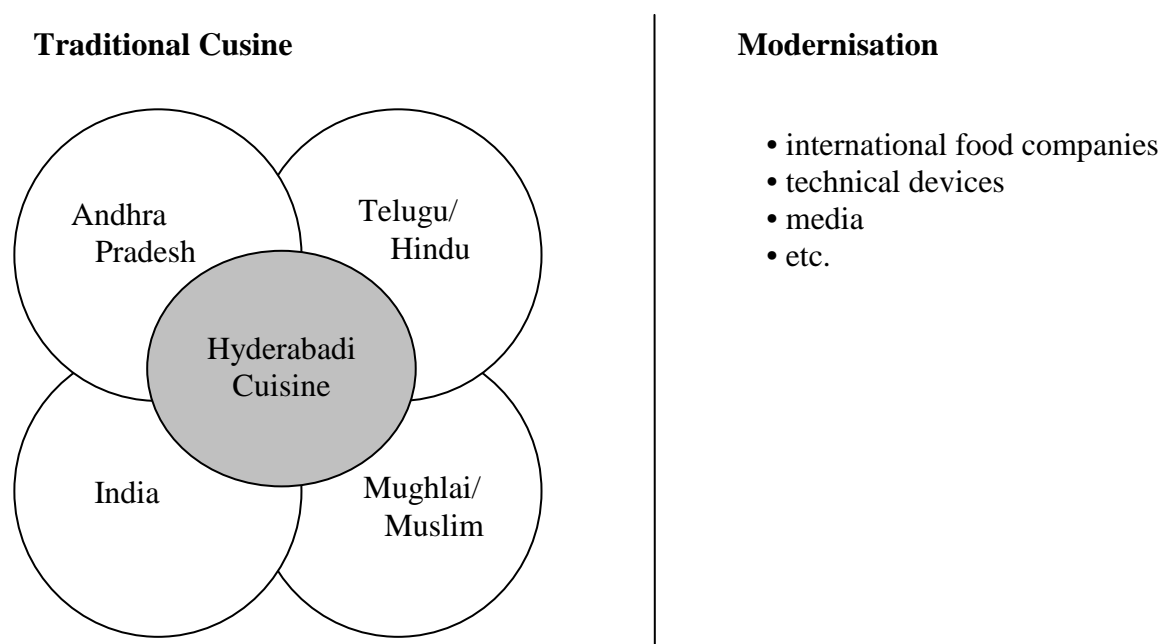 Traditional Cusine
Modernisation
• international food companies
• technical devices
• media
• etc.
Andhra
Pradesh
Telugu/
Hindu
Hyderabadi
Cuisine
India
Mughlai/
Muslim